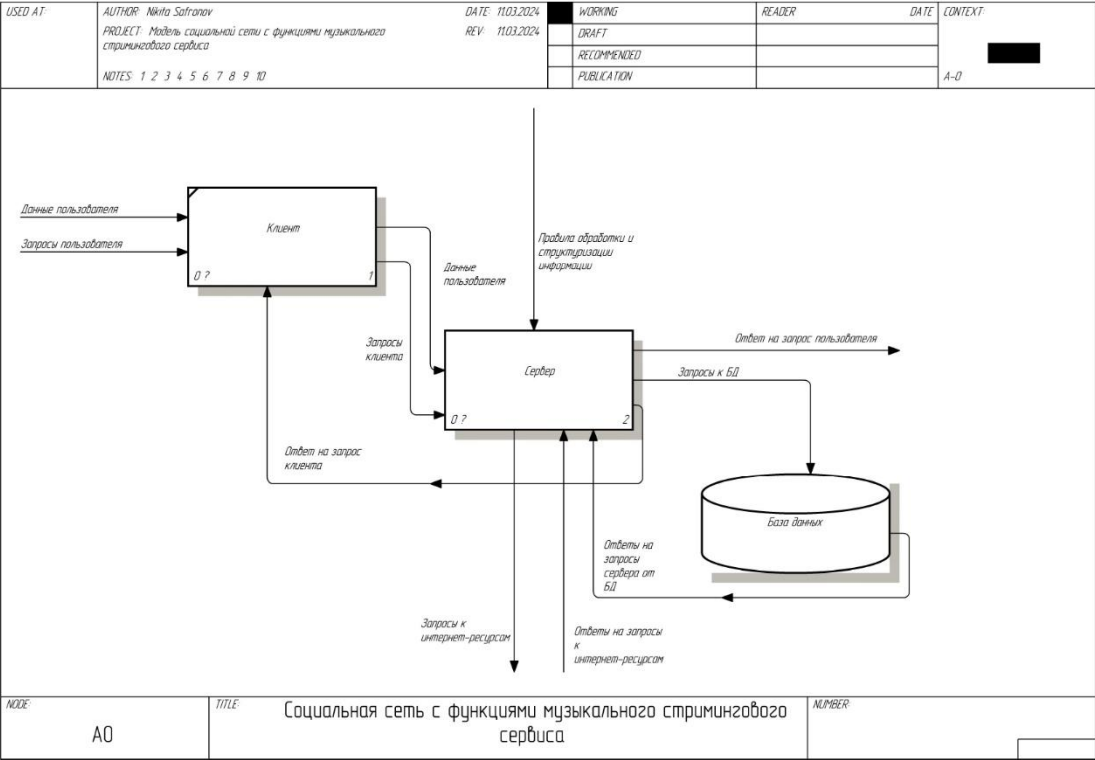 USED AT:
AUTHOR: Nikita Safronov
DATE: 11.03.2024
PROJECT: Модель социальной сети с функциями музыкального
стримингового сервиса
REV: 11.03.2024
NOTES: 1 2 3 4 5 6 7 8 9 10
WORKING
DRAFT
RECOMMENDED
PUBLICATION
READER
DATE
CONTEXT:
A-0
Данные пользователя
Запросы пользователя
Клиент
0 ?
1
Данные
пользователя
Правила обработки и
структуризации
информации
Запросы
клиента
Сервер
0 ?
2
Ответ на запрос пользователя
Запросы к БД
Ответ на запрос
клиента
База данных
Ответы на
запросы
сервера от
БД
Запросы к
интернет-ресурсам
Ответы на запросы
к
интернет-ресурсам
NODE:
A0
TITLE:
Социальная сеть с функциями музыкального стримингового
сервиса
NUMBER: